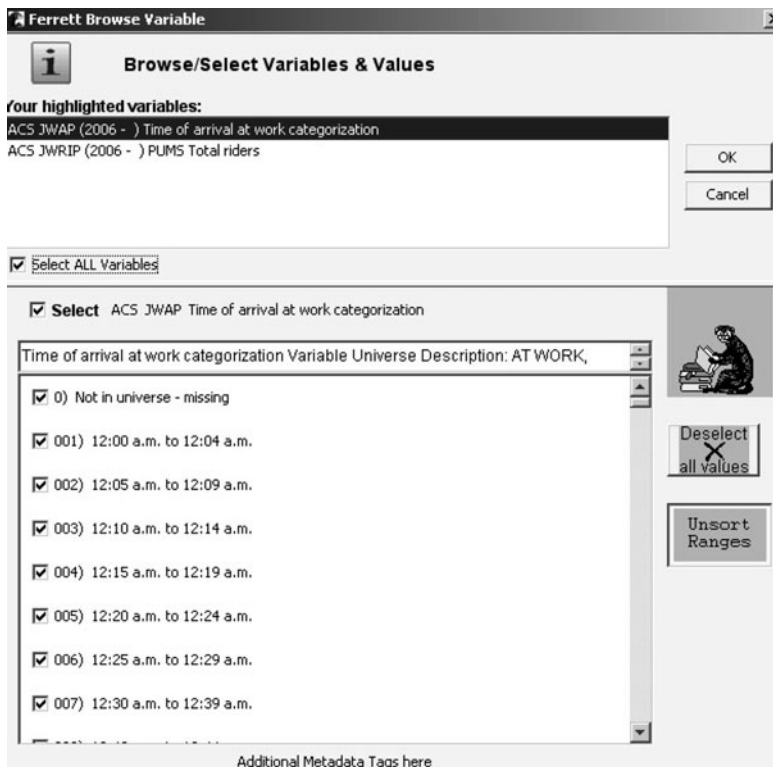 Ferrett Browse Variable
i
Browse/Select Variables & Values
Your highlighted variables:
ACS JWAP (2006 - ) Time of arrival at work categorization
ACS JWRIP (2006 - ) PUMS Total riders
OK
Cancel
Select ALL Variables
Select ACS JWAP Time of arrival at work categorization
Time of arrival at work categorization Variable Universe Description: AT WORK,
0) Not in universe - missing
001) 12:00 a.m. to 12:04 a.m.
Deselect
all values
002) 12:05 a.m. to 12:09 a.m.
003) 12:10 a.m. to 12:14 a.m.
Unsort
Ranges
004) 12:15 a.m. to 12:19 a.m.
005) 12:20 a.m. to 12:24 a.m.
006) 12:25 a.m. to 12:29 a.m.
007) 12:30 a.m. to 12:39 a.m.
Additional Metadata Tags here